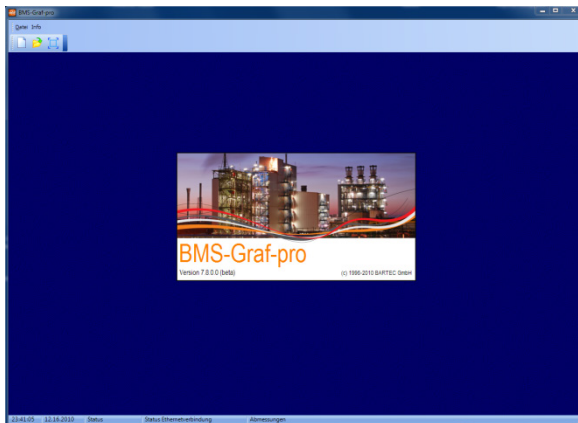 BMS-Graf-pro
Datei Info
BMS-Graf-pro
Version 7.8.0.0 (beta)
(c) 1996-2010 BARTEC GmbH
23:41:05 12.16.2010 Status Status Ethernetverbindung Abmessungen